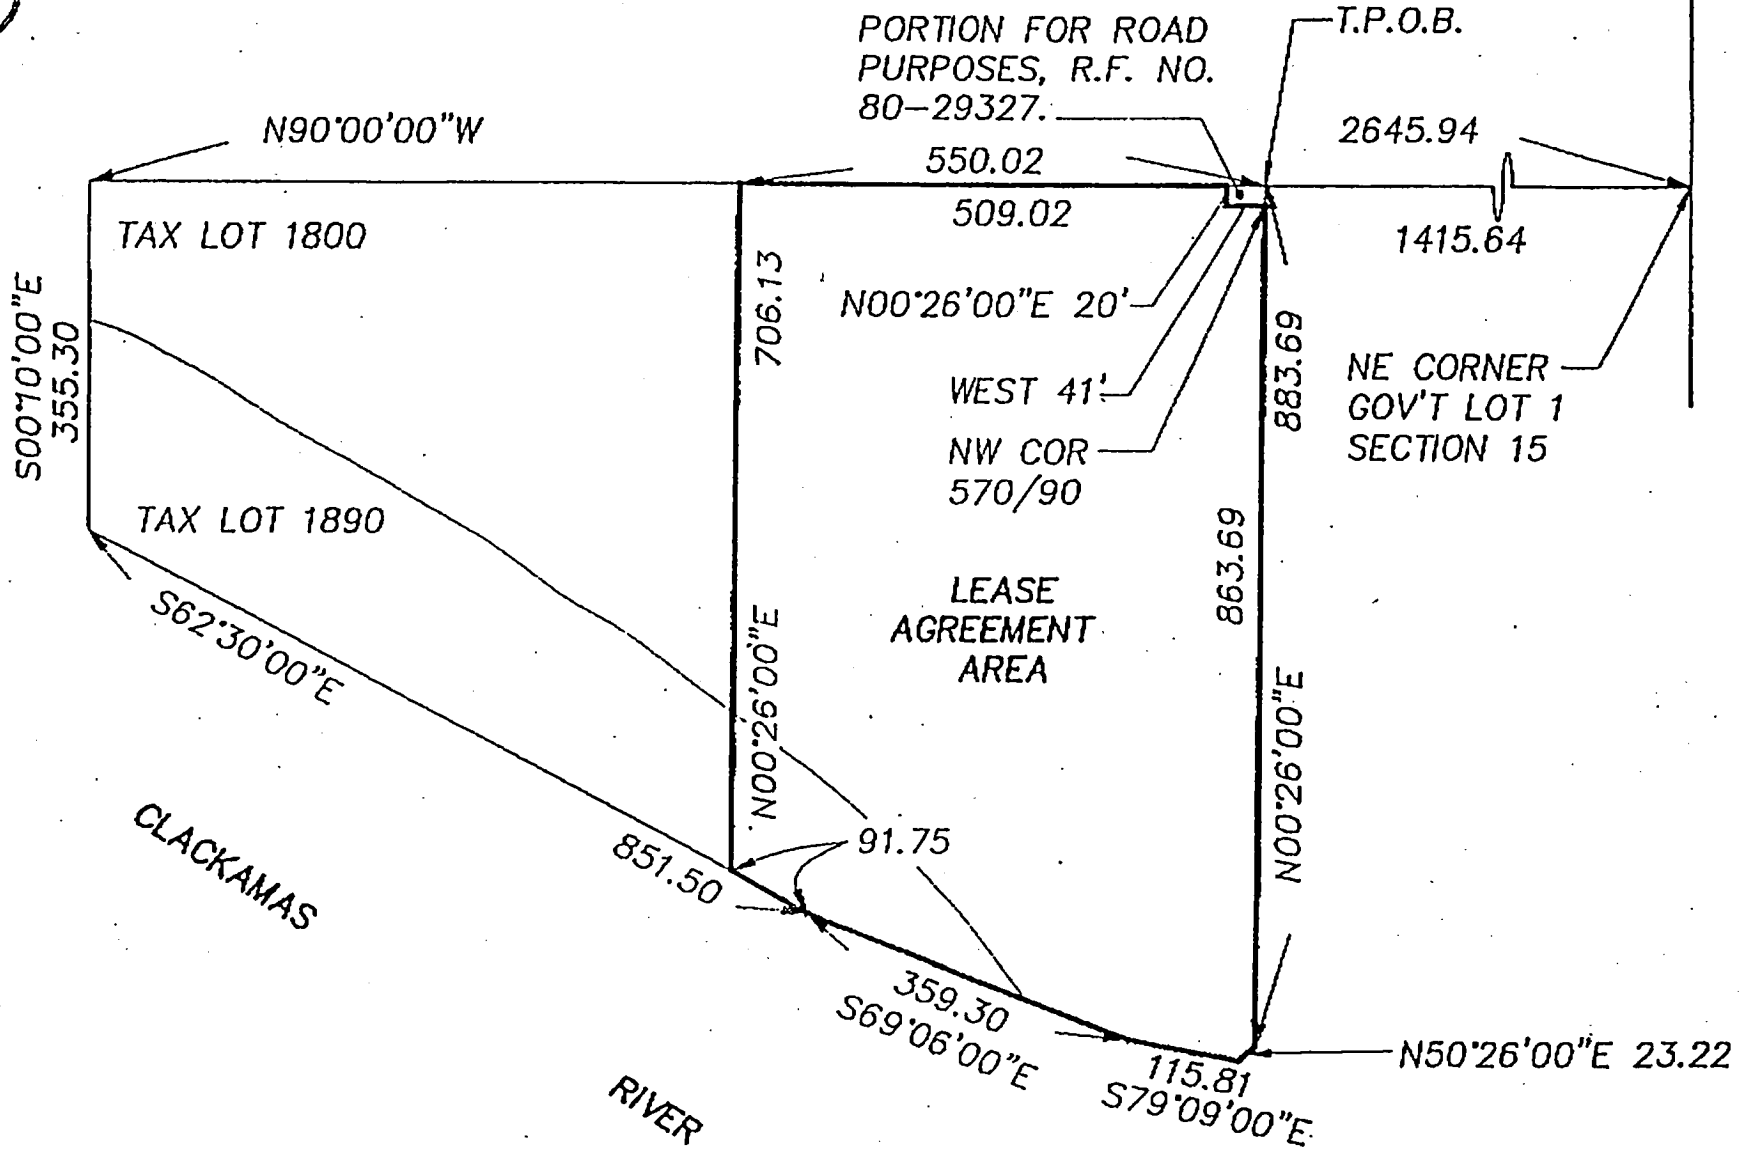 PORTION FOR ROAD
PURPOSES, R.F. NO.
80-29327.
T.P.O.B.
N90°00'00"W
550.02
2645.94
509.02
1415.64
TAX LOT 1800
S00°10'00"E
355.30
706.13
N00°26'00"E 20'
WEST 41'
NW COR
570/90
883.69
NE CORNER
GOV'T LOT 1
SECTION 15
TAX LOT 1890
863.69
LEASE
AGREEMENT
AREA
S62°30'00"E
N00°26'00"E
N00°26'00"E
851.50
91.75
CLACKAMAS
RIVER
359.30
S69°06'00"E
115.81
S79°09'00"E
N50°26'00"E 23.22